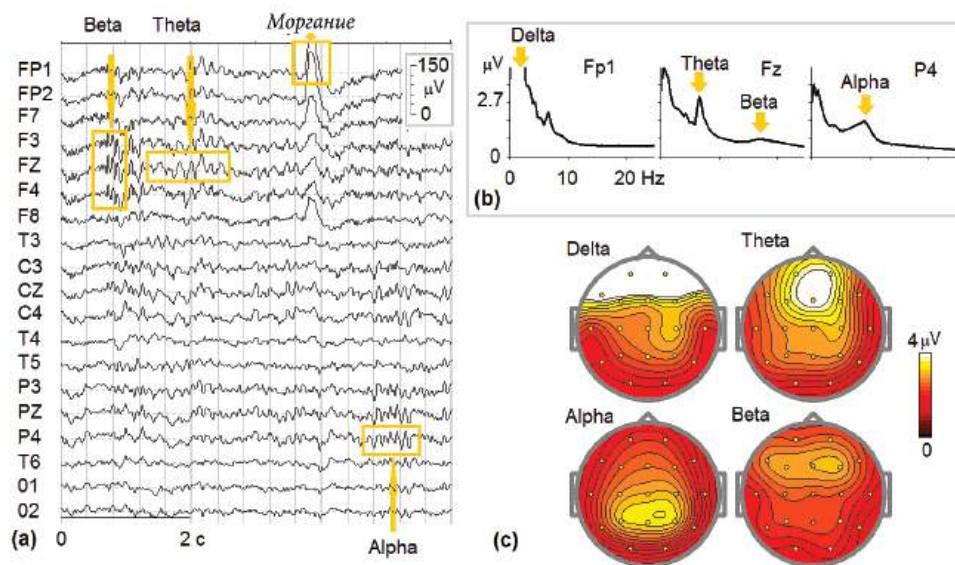 Beta Theta Моргание
FP1
FP2
F7
F3
FZ
F4
F8
T3
C3
CZ
C4
T4
T5
P3
PZ
P4
T6
01
02
150
μV
0
(a) 0 2 c
Alpha
Delta
μV
2.7
0
Fp1
Theta
Fz
Beta
Alpha
P4
0 10 20 Hz
(b)
Delta Theta
Alpha Beta
4 μV
0
(c)